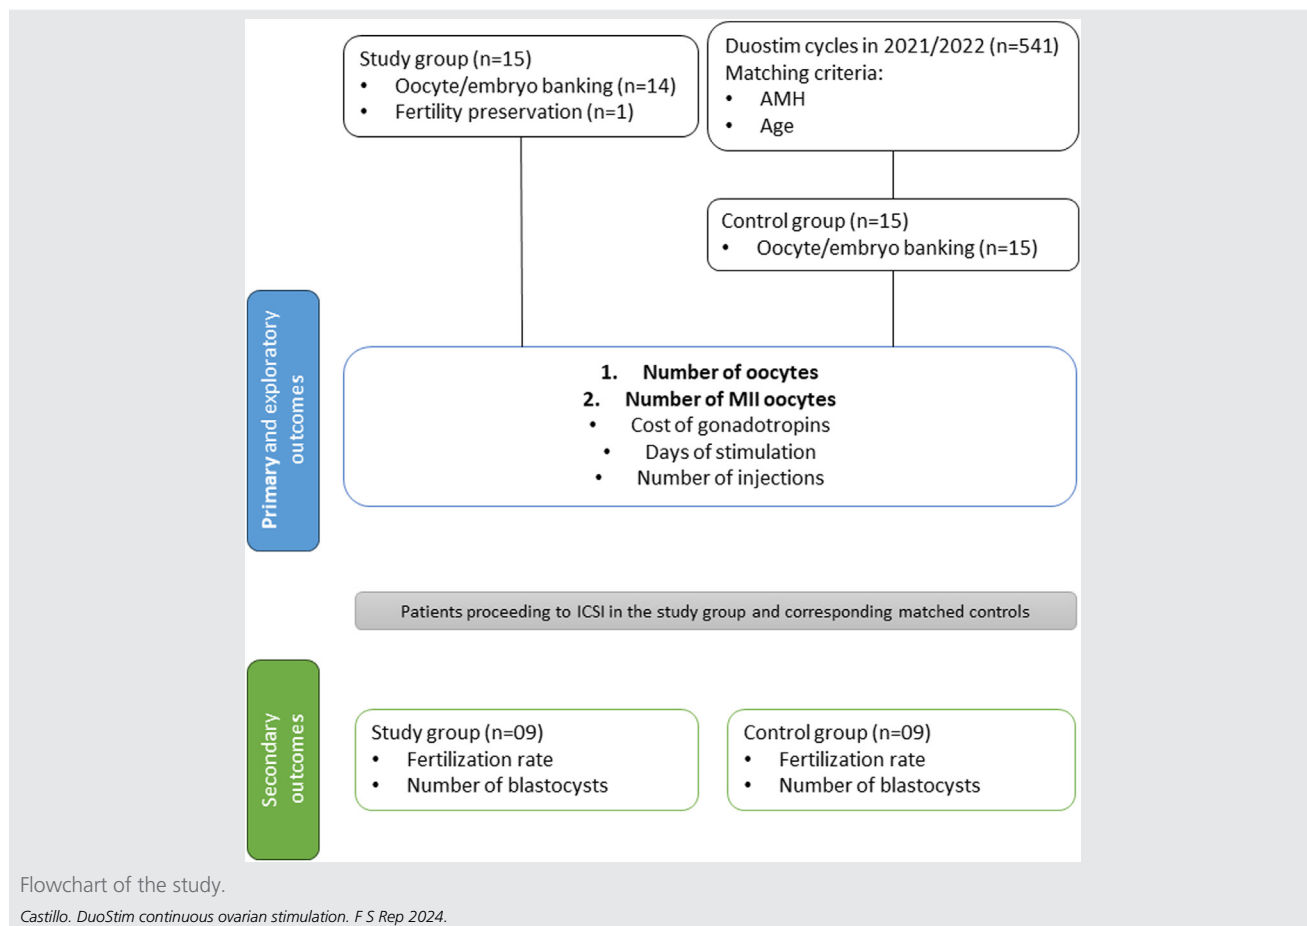 Study group (n=15)
• Oocyte/embryo banking (n=14)
• Fertility preservation (n=1)
Duostim cycles in 2021/2022 (n=541)
Matching criteria:
• AMH
• Age
Control group (n=15)
• Oocyte/embryo banking (n=15)
Primary and exploratory
outcomes
1. Number of oocytes
2. Number of MII oocytes
• Cost of gonadotropins
• Days of stimulation
• Number of injections
Patients proceeding to ICSI in the study group and corresponding matched controls
Secondary
outcomes
Study group (n=09)
• Fertilization rate
• Number of blastocysts
Control group (n=09)
• Fertilization rate
• Number of blastocysts
Flowchart of the study.
Castillo. DuoStim continuous ovarian stimulation. F S Rep 2024.